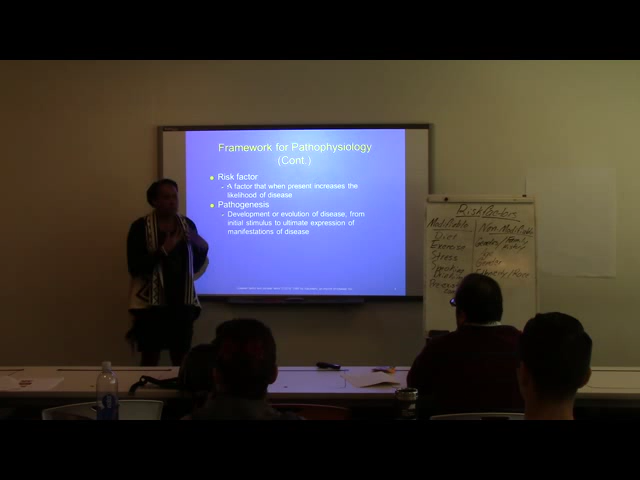 Framework for Pathophysiology
(Cont.)
Risk factor
– A factor that when present increases the
likelihood of disease
Pathogenesis
– Development or evolution of disease, from
initial stimulus to ultimate expression of
manifestations of disease
Risk factors
Modifiable
Non Modifiable
Diet
Exercise
Stress
Gender